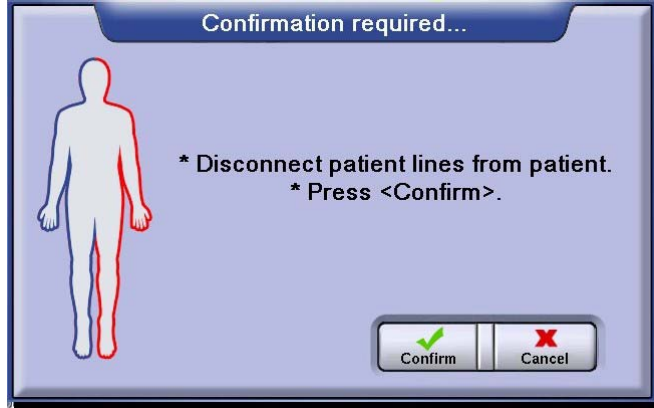 Confirmation required...
* Disconnect patient lines from patient.
* Press <Confirm>.
Confirm
Cancel